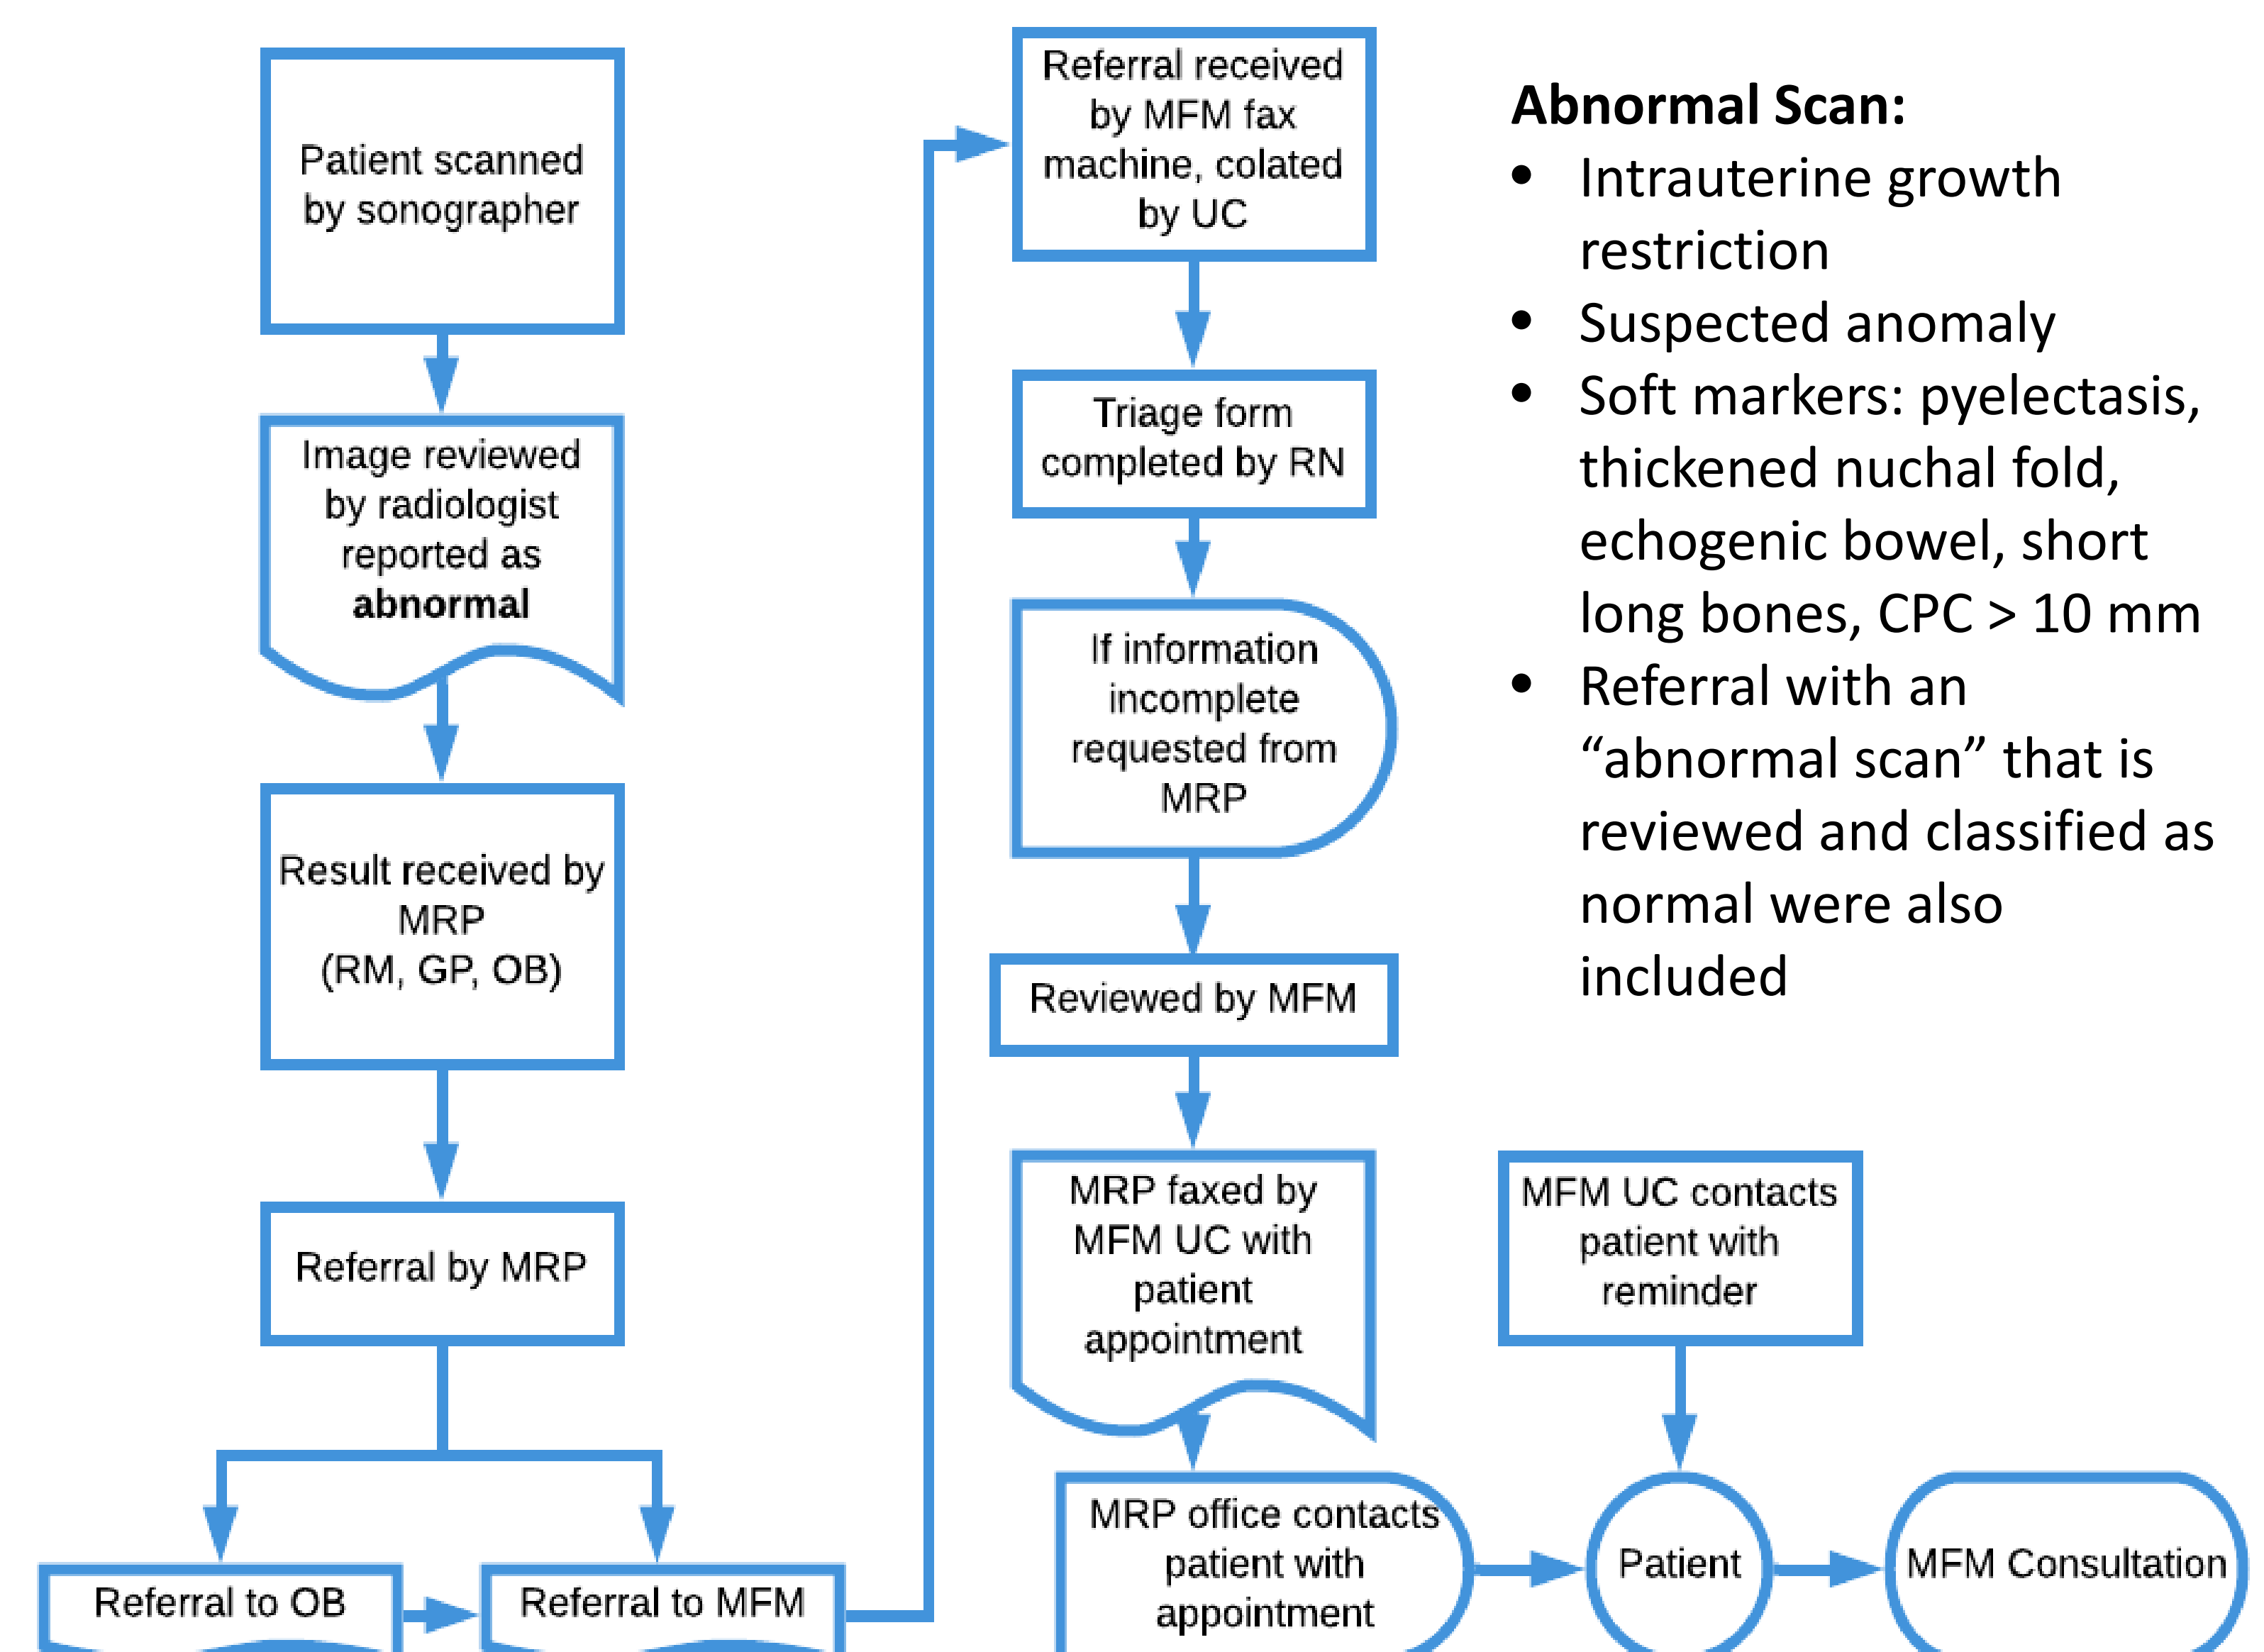 Patient scanned
by sonographer
Image reviewed
by radiologist
reported as
abnormal
Result received by
MRP
(RM, GP, OB)
Referral by MRP
Referral to OB
Referral to MFM
Referral received
by MFM fax
machine, colated
by UC
Triage form
completed by RN
If information
incomplete
requested from
MRP
Reviewed by MFM
MRP faxed by
MFM UC with
patient
appointment
MRP office contacts
patient with
appointment
MFM UC contacts
patient with
reminder
Patient
MFM Consultation
Abnormal Scan:
• Intrauterine growth
restriction
• Suspected anomaly
• Soft markers: pyelectasis,
thickened nuchal fold,
echogenic bowel, short
long bones, CPC > 10 mm
• Referral with an
“abnormal scan” that is
reviewed and classified as
normal were also
included